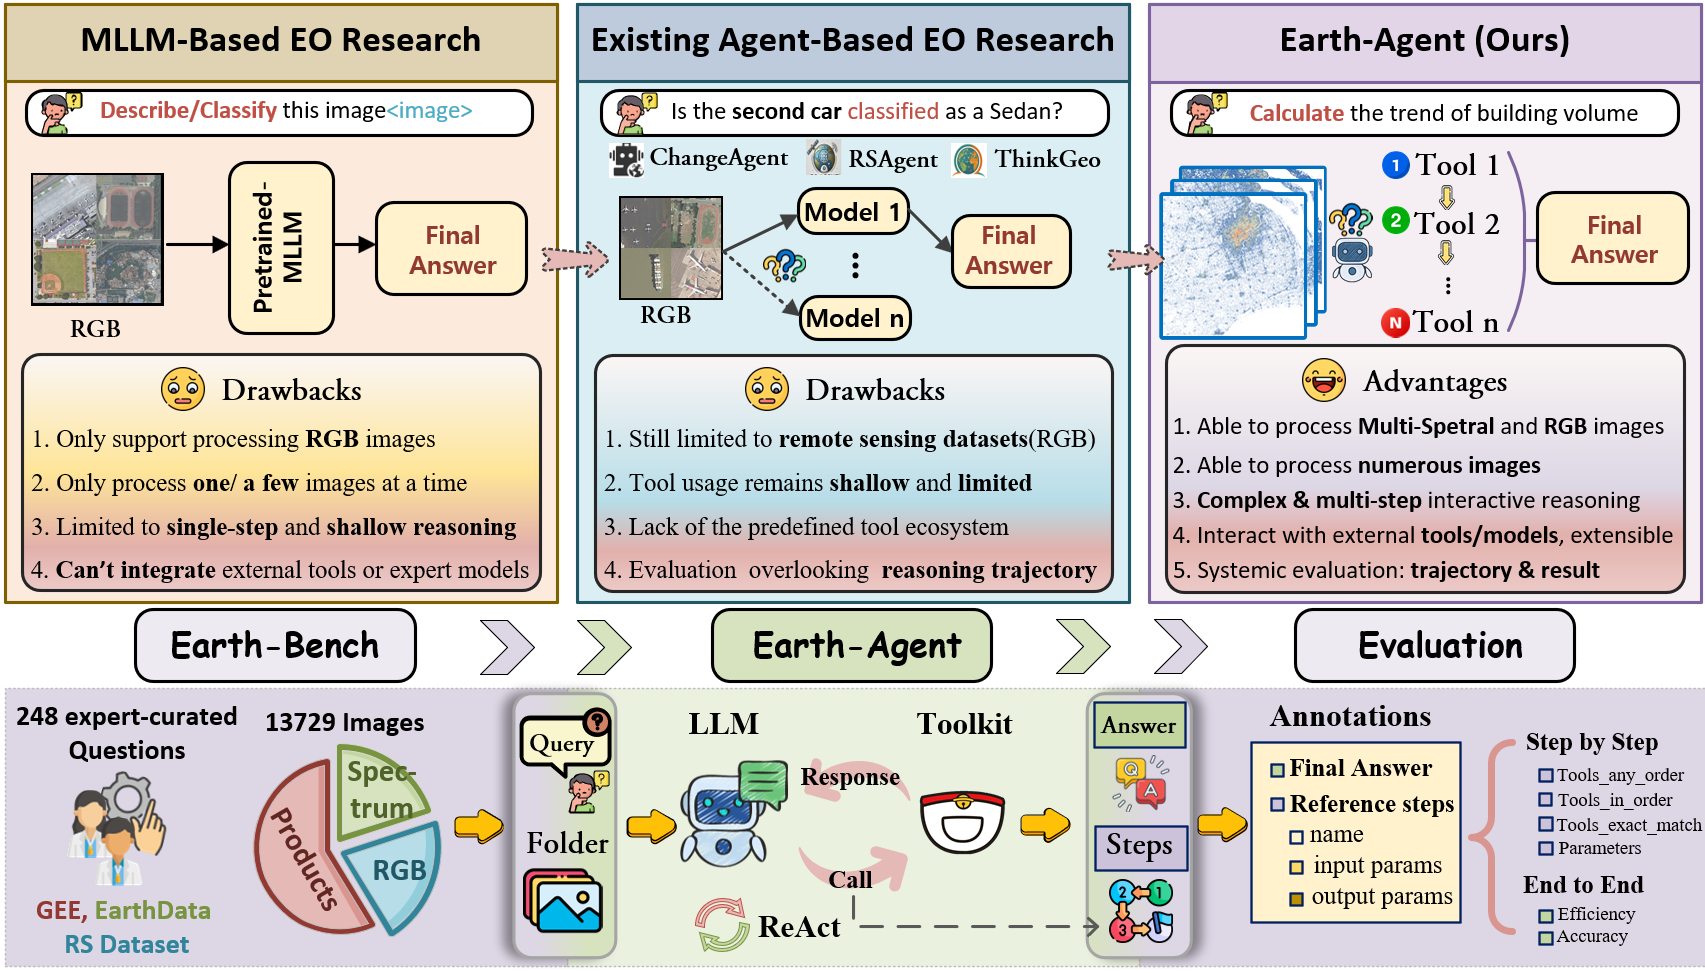 MLLM-Based EO Research
Describe/Classify this image<image>
RGB
Pretrained-
MLLM
Final
Answer
Drawbacks
1. Only support processing RGB images
2. Only process one/ a few images at a time
3. Limited to single-step and shallow reasoning
4. Can't integrate external tools or expert models
Existing Agent-Based EO Research
Is the second car classified as a Sedan?
ChangeAgent
RSAgent
ThinkGeo
RGB
Model 1
Model n
Final
Answer
Drawbacks
1. Still limited to remote sensing datasets(RGB)
2. Tool usage remains shallow and limited
3. Lack of the predefined tool ecosystem
4. Evaluation overlooking reasoning trajectory
Earth-Agent (Ours)
Calculate the trend of building volume
1 Tool 1
2 Tool 2
N Tool n
Final
Answer
Advantages
1. Able to process Multi-Spetral and RGB images
2. Able to process numerous images
3. Complex & multi-step interactive reasoning
4. Interact with external tools/models, extensible
5. Systemic evaluation: trajectory & result
Earth-Bench
Earth-Agent
Evaluation
248 expert-curated
Questions
GEE, EarthData
RS Dataset
13729 Images
Spec-
trum
Products
RGB
Query
?
Folder
LLM
Toolkit
Response
Call
ReAct
Answer
Q
A
Steps
2
1
3
Annotations
Final Answer
Reference steps
name
input params
output params
Step by Step
Tools_any_order
Tools_in_order
Tools_exact_match
Parameters
End to End
Efficiency
Accuracy